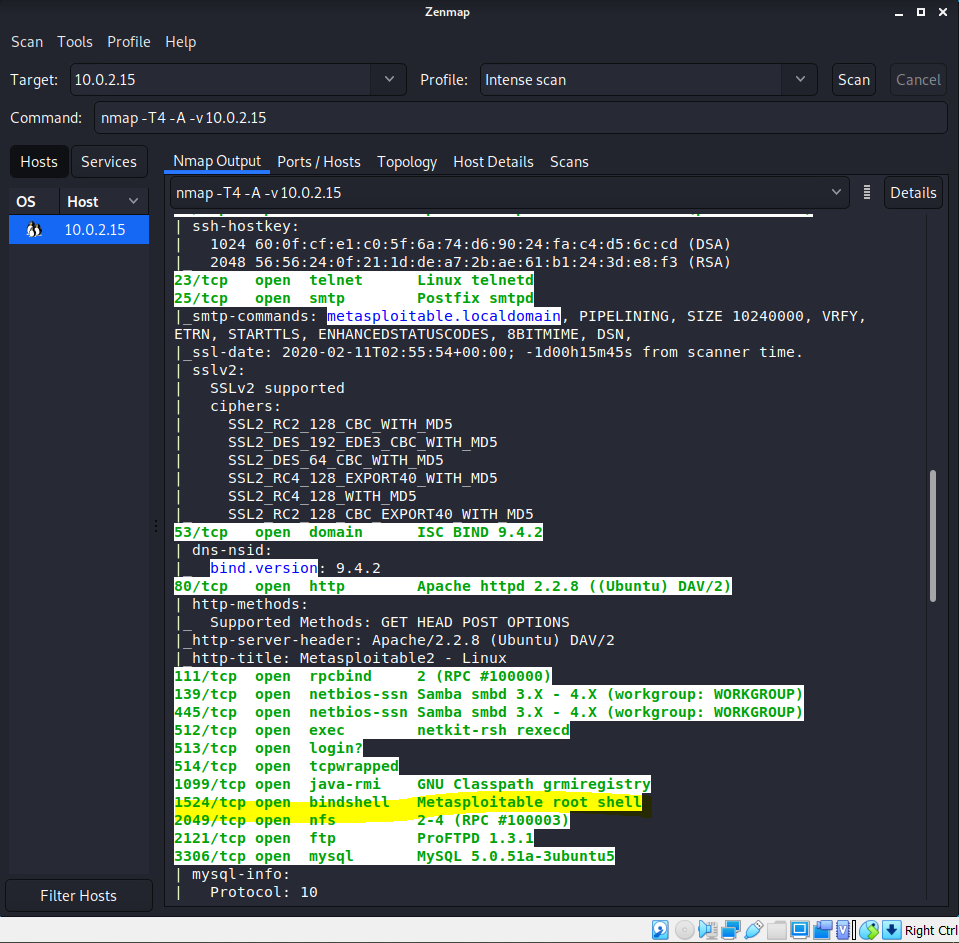 Zenmap
Scan Tools Profile Help
Target: 10.0.2.15 Profile: Intense scan Scan Cancel
Command: nmap -T4 -A -v 10.0.2.15
Hosts Services Nmap Output Ports / Hosts Topology Host Details Scans
OS Host nmap -T4 -A -v 10.0.2.15 Details
10.0.2.15
| ssh-hostkey:
|   1024 60:0f:cf:e1:c0:5f:6a:74:d6:90:24:fa:c4:d5:6c:cd (DSA)
|_  2048 56:56:24:0f:21:1d:de:a7:2b:ae:61:b1:24:3d:e8:f3 (RSA)
23/tcp   open  telnet      Linux telnetd
25/tcp   open  smtp        Postfix smtpd
|_smtp-commands: metasploitable.localdomain, PIPELINING, SIZE 10240000, VRFY,
ETRN, STARTTLS, ENHANCEDSTATUSCODES, 8BITMIME, DSN,
|_ssl-date: 2020-02-11T02:55:54+00:00; -1d00h15m45s from scanner time.
| sslv2:
|   SSLv2 supported
|   ciphers:
|     SSL2_RC2_128_CBC_WITH_MD5
|     SSL2_DES_192_EDE3_CBC_WITH_MD5
|     SSL2_DES_64_CBC_WITH_MD5
|     SSL2_RC4_128_EXPORT40_WITH_MD5
|     SSL2_RC4_128_WITH_MD5
|_    SSL2_RC2_128_CBC_EXPORT40_WITH_MD5
53/tcp   open  domain      ISC BIND 9.4.2
| dns-nsid:
|_  bind.version: 9.4.2
80/tcp   open  http        Apache httpd 2.2.8 ((Ubuntu) DAV/2)
| http-methods:
|_  Supported Methods: GET HEAD POST OPTIONS
|_http-server-header: Apache/2.2.8 (Ubuntu) DAV/2
|_http-title: Metasploitable2 - Linux
111/tcp  open  rpcbind     2 (RPC #100000)
139/tcp  open  netbios-ssn Samba smbd 3.X - 4.X (workgroup: WORKGROUP)
445/tcp  open  netbios-ssn Samba smbd 3.X - 4.X (workgroup: WORKGROUP)
512/tcp  open  exec        netkit-rsh rexecd
513/tcp  open  login?
514/tcp  open  tcpwrapped
1099/tcp open  java-rmi    GNU Classpath grmiregistry
1524/tcp open  bindshell   Metasploitable root shell
2049/tcp open  nfs         2-4 (RPC #100003)
2121/tcp open  ftp         ProFTPD 1.3.1
3306/tcp open  mysql       MySQL 5.0.51a-3ubuntu5
| mysql-info:
|   Protocol: 10
Filter Hosts
Right Ctrl